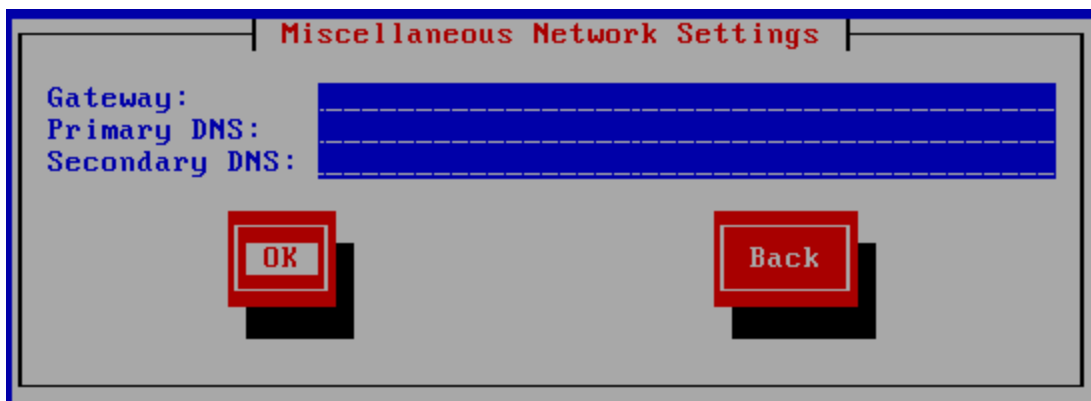 Miscellaneous Network Settings
Gateway:
Primary DNS:
Secondary DNS:
OK
Back